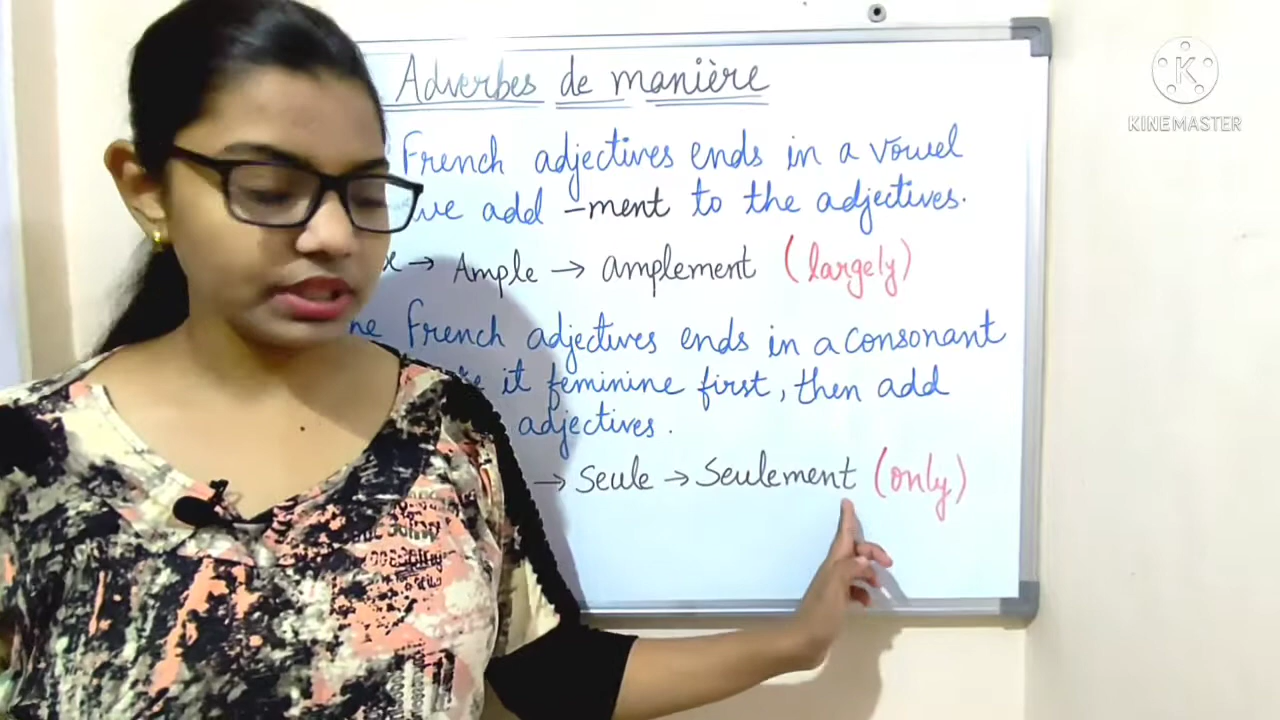 Adverbes de manière
French adjectives ends in a vowel
we add -ment to the adjectives.
→ Ample → amplement (largely)
French adjectives ends in a consonant
it feminine first, then add
adjectives.
→ Seule → Seulement (only)
K
KINEMASTER